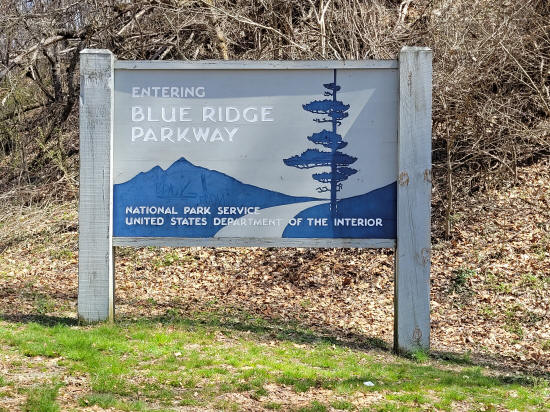 ENTERING
BLUE RIDGE
PARKWAY
NATIONAL PARK SERVICE
UNITED STATES DEPARTMENT OF THE INTERIOR